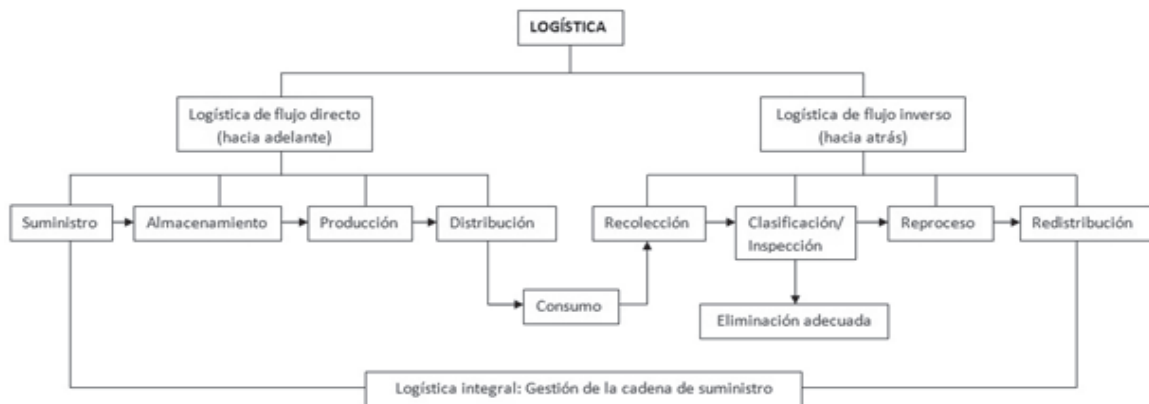 LOGÍSTICA
Logística de flujo directo
(hacia adelante)
Logística de flujo inverso
(hacia atrás)
Suministro
Almacenamiento
Producción
Distribución
Recolección
Clasificación/
Inspección
Reproceso
Redistribución
Consumo
Eliminación adecuada
Logística integral: Gestión de la cadena de suministro